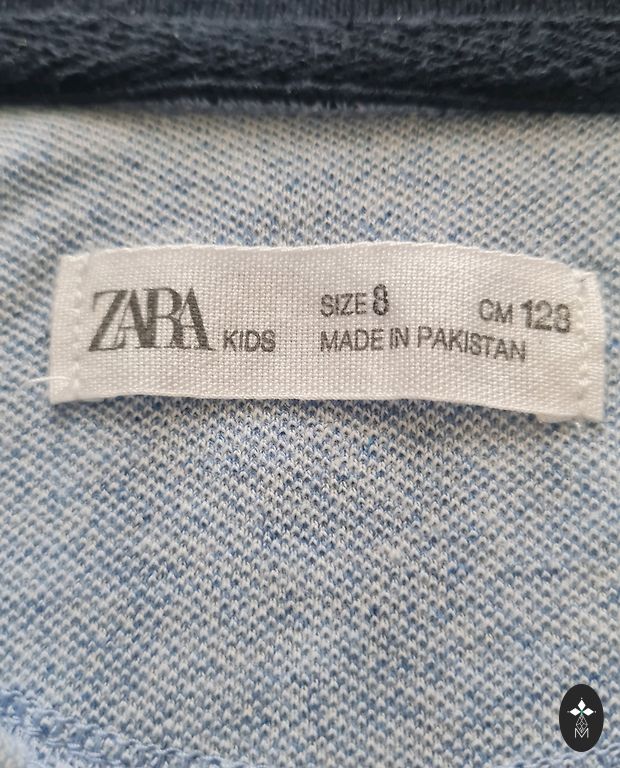 ZARA KIDS SIZE 8 CM 128
MADE IN PAKISTAN
M